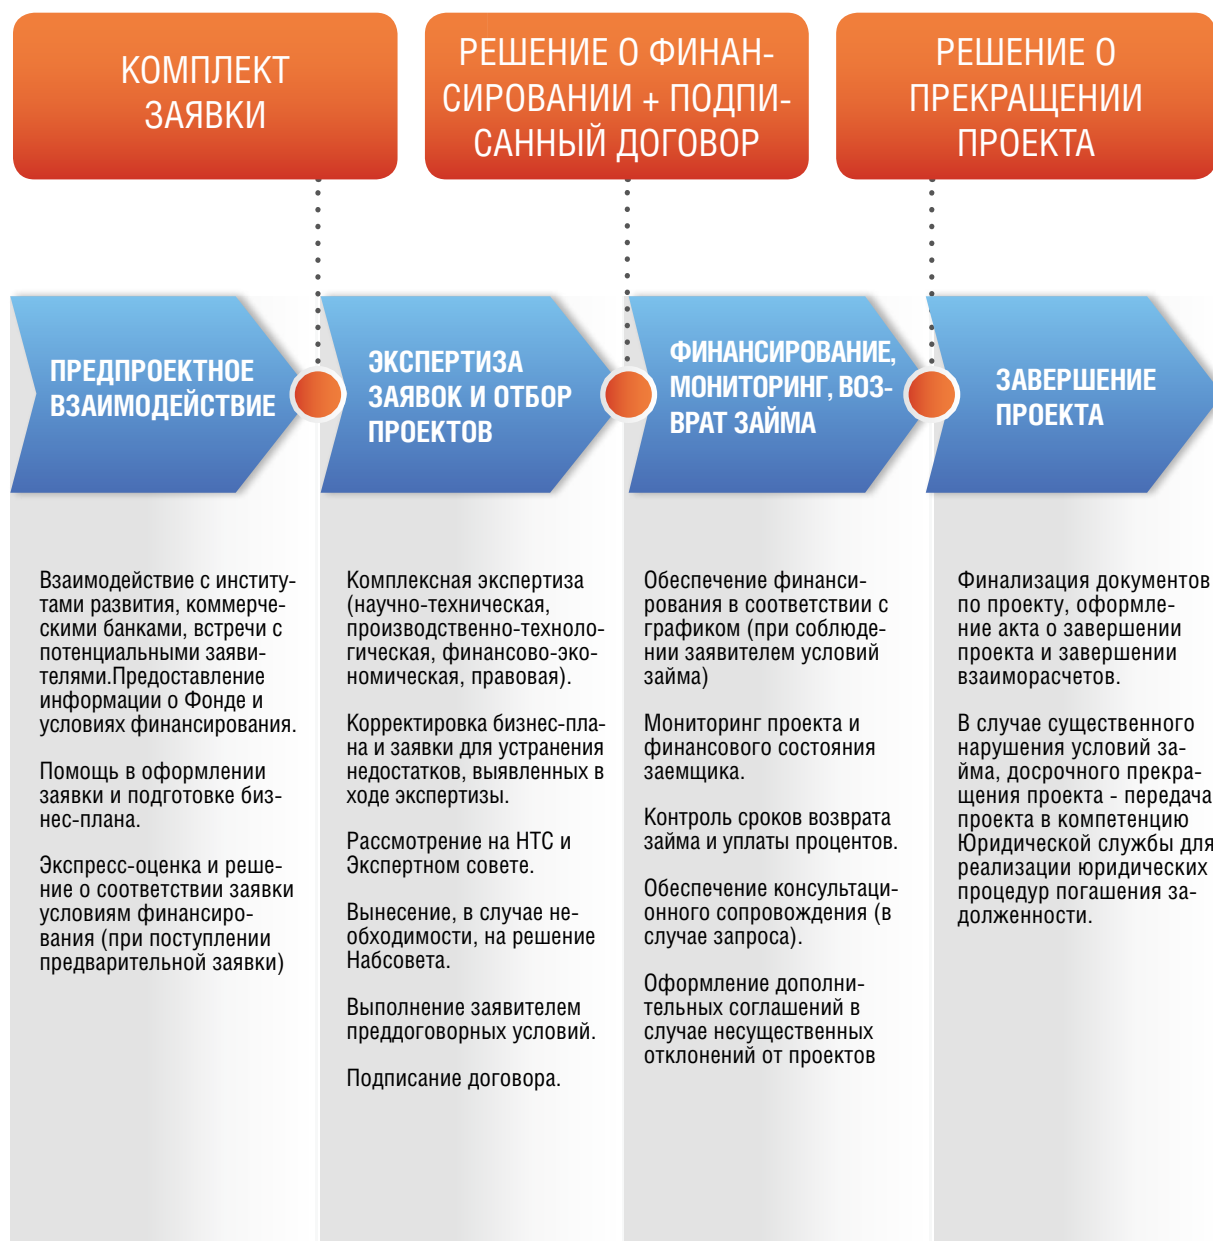 КОМПЛЕКТ
ЗАЯВКИ
РЕШЕНИЕ О ФИНАН-
СИРОВАНИИ + ПОДПИ-
САННЫЙ ДОГОВОР
РЕШЕНИЕ О
ПРЕКРАЩЕНИИ
ПРОЕКТА
ПРЕДПРОЕКТНОЕ
ВЗАИМОДЕЙСТВИЕ
ЭКСПЕРТИЗА
ЗАЯВОК И ОТБОР
ПРОЕКТОВ
ФИНАНСИРОВАНИЕ,
МОНИТОРИНГ, ВОЗ-
ВРАТ ЗАЙМА
ЗАВЕРШЕНИЕ
ПРОЕКТА
Взаимодействие с институ-
тами развития, коммерче-
скими банками, встречи с
потенциальными заяви-
телями.Предоставление
информации о Фонде и
условиях финансирования.
Помощь в оформлении
заявки и подготовке биз-
нес-плана.
Экспресс-оценка и реше-
ние о соответствии заявки
условиям финансиро-
вания (при поступлении
предварительной заявки)
Комплексная экспертиза
(научно-техническая,
производственно-техноло-
гическая, финансово-эко-
номическая, правовая).
Корректировка бизнес-пла-
на и заявки для устранения
недостатков, выявленных в
ходе экспертизы.
Рассмотрение на НТС и
Экспертном совете.
Вынесение, в случае не-
обходимости, на решение
Набсовета.
Выполнение заявителем
преддоговорных условий.
Подписание договора.
Обеспечение финанси-
рования в соответствии с
графиком (при соблюде-
нии заявителем условий
займа)
Мониторинг проекта и
финансового состояния
заемщика.
Контроль сроков возврата
займа и уплаты процентов.
Обеспечение консультаци-
онного сопровождения (в
случае запроса).
Оформление дополни-
тельных соглашений в
случае несущественных
отклонений от проектов
Финализация документов
по проекту, оформле-
ние акта о завершении
проекта и завершении
взаиморасчетов.
В случае существенного
нарушения условий за-
йма, досрочного прекра-
щения проекта - передача
проекта в компетенцию
Юридической службы для
реализации юридических
процедур погашения за-
долженности.